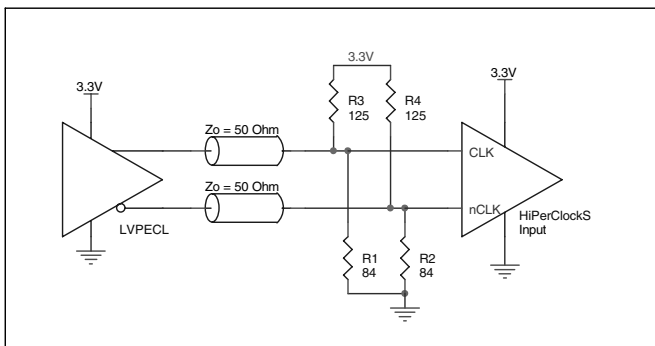 3.3V
3.3V
3.3V
R3
125
R4
125
Zo = 50 Ohm
CLK
Zo = 50 Ohm
nCLK
LVPECL
HiPerClockS
Input
R1
84
R2
84